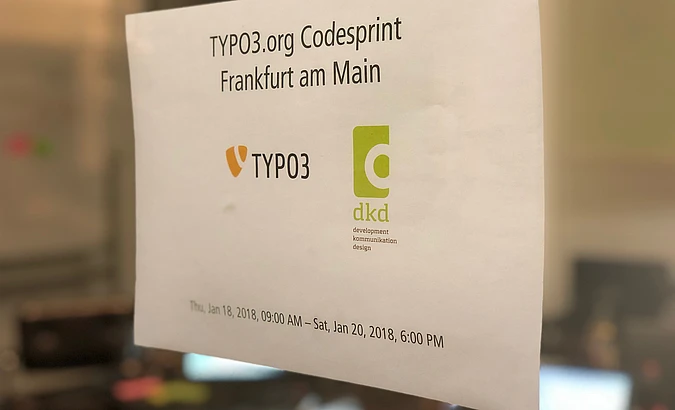 TYPO3.org Codesprint
Frankfurt am Main
TYPO3
dkd
development
kommunikation
design
Thu, Jan 18, 2018, 09:00 AM – Sat, Jan 20, 2018, 6:00 PM